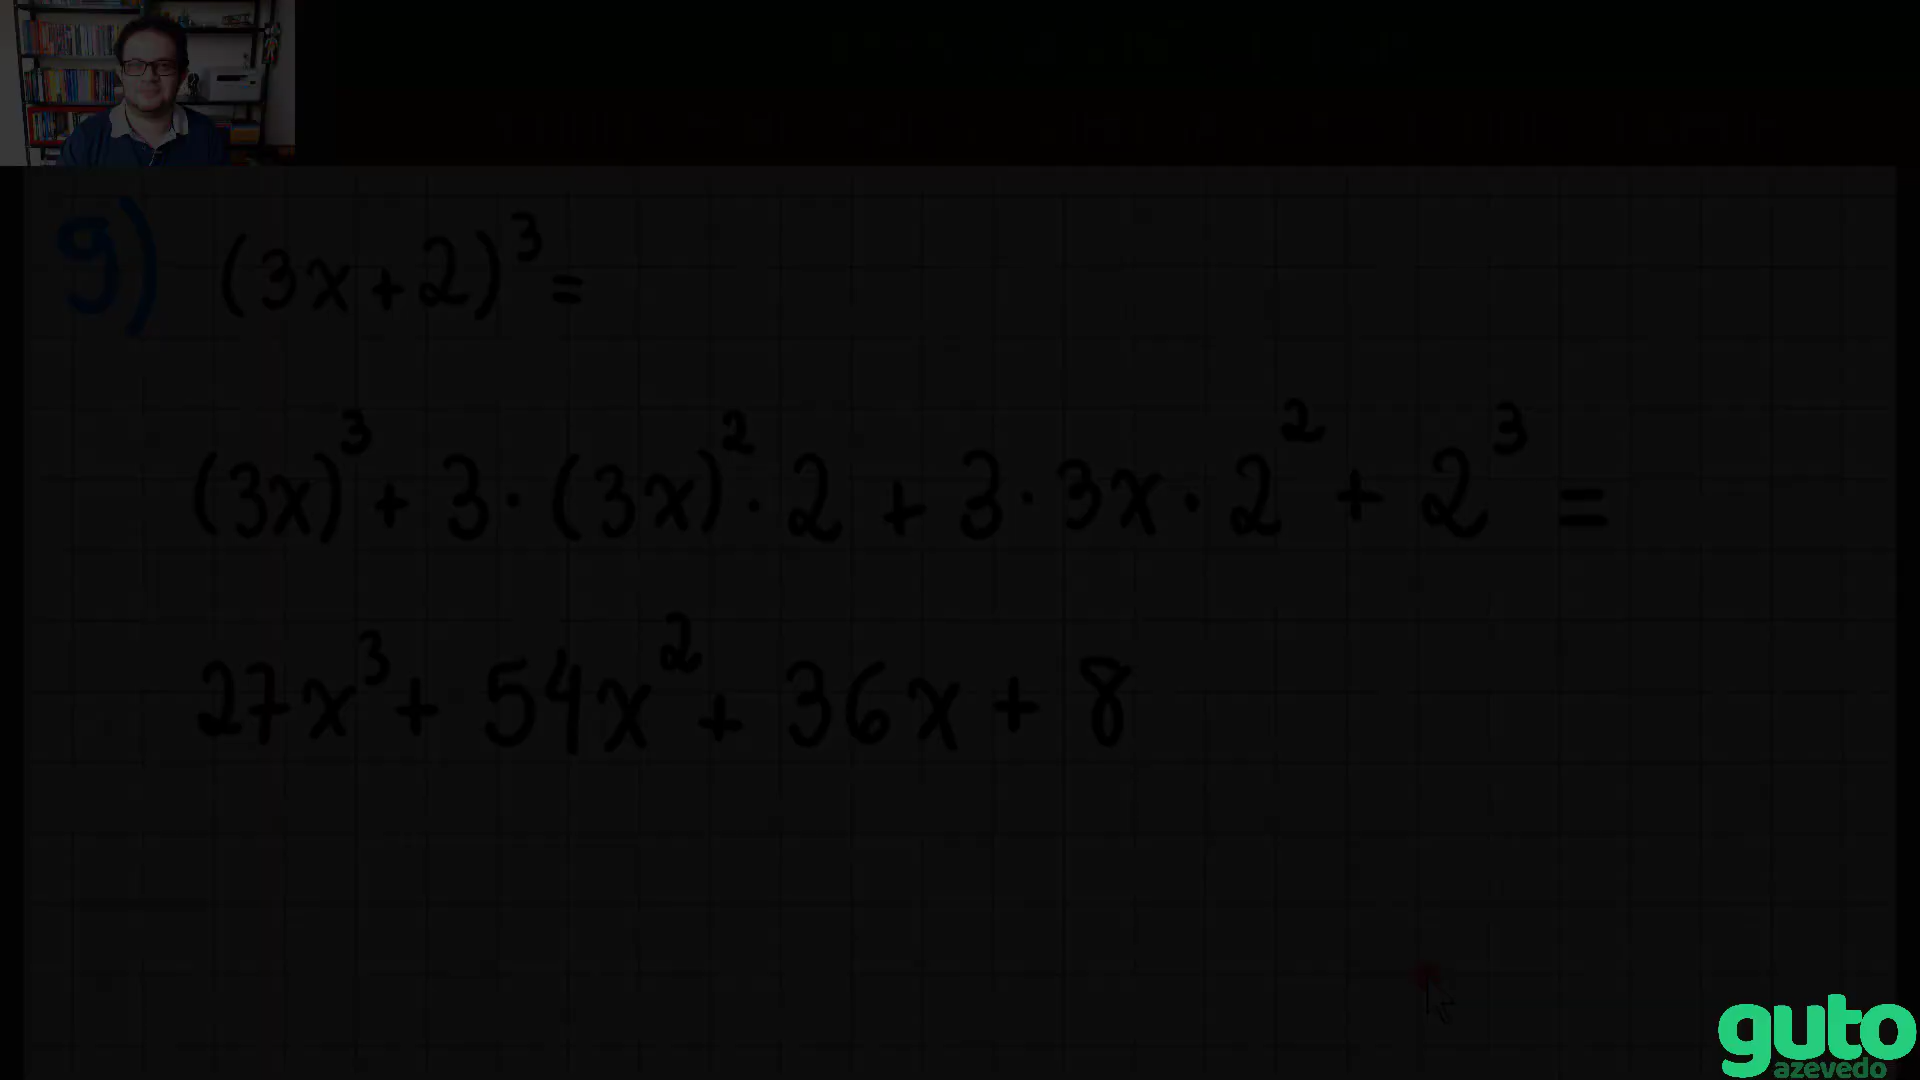 g) (3x+2)³=
(3x)³ + 3·(3x)²·2 + 3·3x·2² + 2³ =
27x³ + 54x² + 36x + 8
guto
azevedo